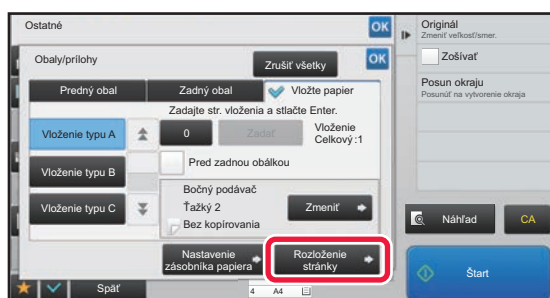 Ostatné
OK
Obaly/prílohy
Zrušiť všetky
OK
Predný obal
Zadný obal
Vložte papier
Zadajte str. vloženia a stlačte Enter.
Vloženie typu A
0
Zadať
Vloženie
Celkový:1
Vloženie typu B
Pred zadnou obálkou
Vloženie typu C
Bočný podávač
Ťažký 2
Bez kopírovania
Zmeniť
Nastavenie
zásobníka papiera
Rozloženie
stránky
Späť
4 A4
Originál
Zmeniť veľkosť/smer.
Zošívať
Posun okraju
Posunúť na vytvorenie okraja
Náhľad
CA
Štart